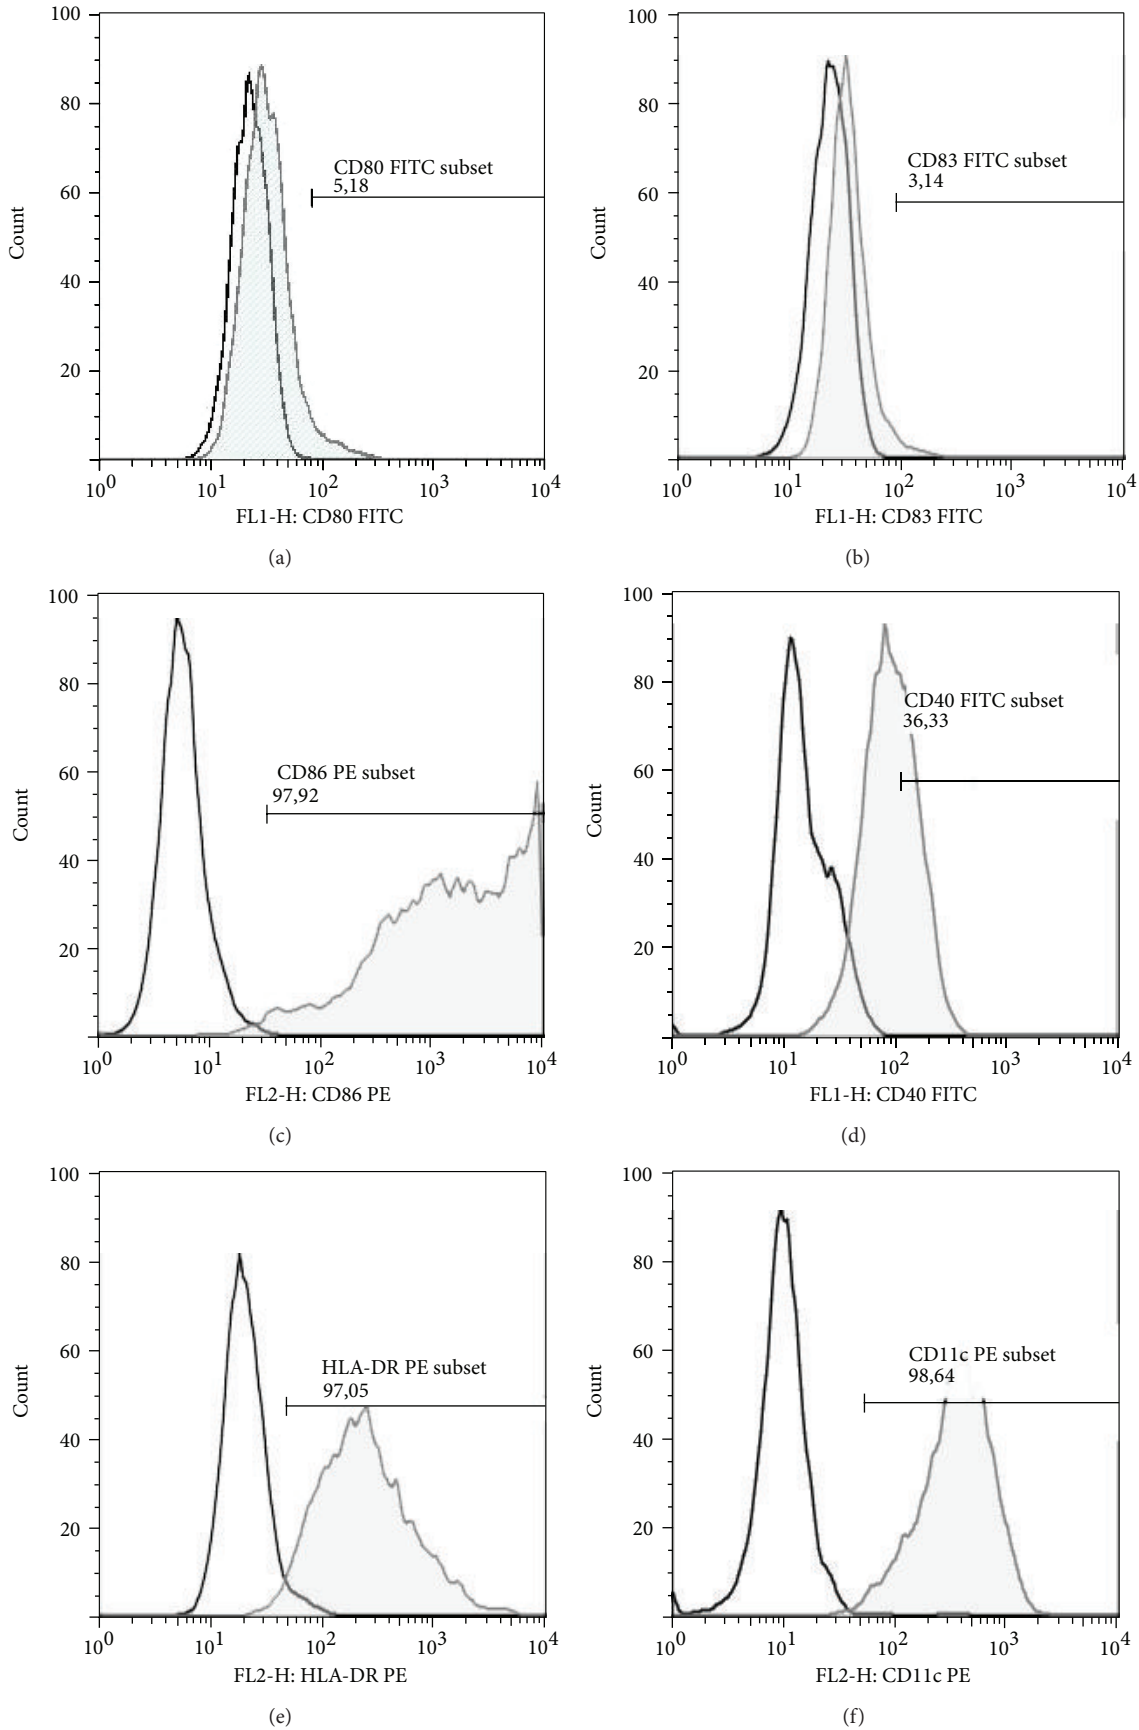 100
80
60
40
20
Count
CD80 FITC subset
5,18
10^0 10^1 10^2 10^3 10^4
FL1-H: CD80 FITC
(a)
100
80
60
40
20
Count
CD83 FITC subset
3,14
10^0 10^1 10^2 10^3 10^4
FL1-H: CD83 FITC
(b)
100
80
60
40
20
Count
CD86 PE subset
97,92
10^0 10^1 10^2 10^3 10^4
FL2-H: CD86 PE
(c)
100
80
60
40
20
Count
CD40 FITC subset
36,33
10^0 10^1 10^2 10^3 10^4
FL1-H: CD40 FITC
(d)
100
80
60
40
20
Count
HLA-DR PE subset
97,05
10^0 10^1 10^2 10^3 10^4
FL2-H: HLA-DR PE
(e)
100
80
60
40
20
Count
CD11c PE subset
98,64
10^0 10^1 10^2 10^3 10^4
FL2-H: CD11c PE
(f)